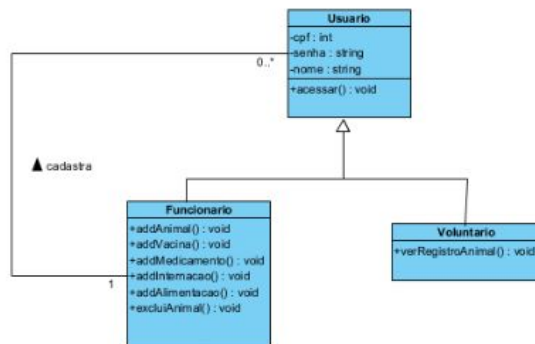 Usuario
-cpf : int
-senha : string
-nome : string
+acessar() : void
0..*
cadastra
Funcionario
+addAnimal() : void
+addVacina() : void
+addMedicamento() : void
+addInternacao() : void
+addAlimentacao() : void
+excluiAnimal() : void
1
Voluntario
+verRegistroAnimal() : void